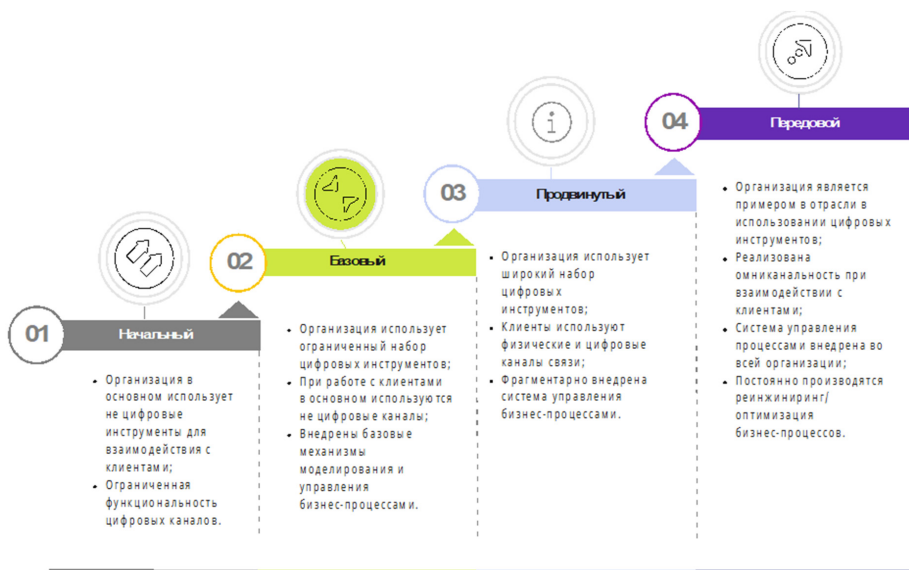 01
Начальный
• Организация в
основном использует
не цифровые
инструменты для
взаимодействия с
клиентами;
• Ограниченная
функциональность
цифровых каналов.
02
Базовый
• Организация использует
ограниченный набор
цифровых инструментов;
• При работе с клиентами
в основном используются
не цифровые каналы;
• Внедрены базовые
механизмы
моделирования и
управления
бизнес-процессами.
03
i
Продвинутый
• Организация использует
широкий набор
цифровых
инструментов;
• Клиенты используют
физические и цифровые
каналы связи;
• Фрагментарно внедрена
система управления
бизнес-процессами.
04
Передовой
• Организация является
примером в отрасли в
использовании цифровых
инструментов;
• Реализована
омниканальность при
взаимодействии с
клиентами;
• Система управления
процессами внедрена во
всей организации;
• Постоянно производятся
реинжиниринг/
оптимизация
бизнес-процессов.